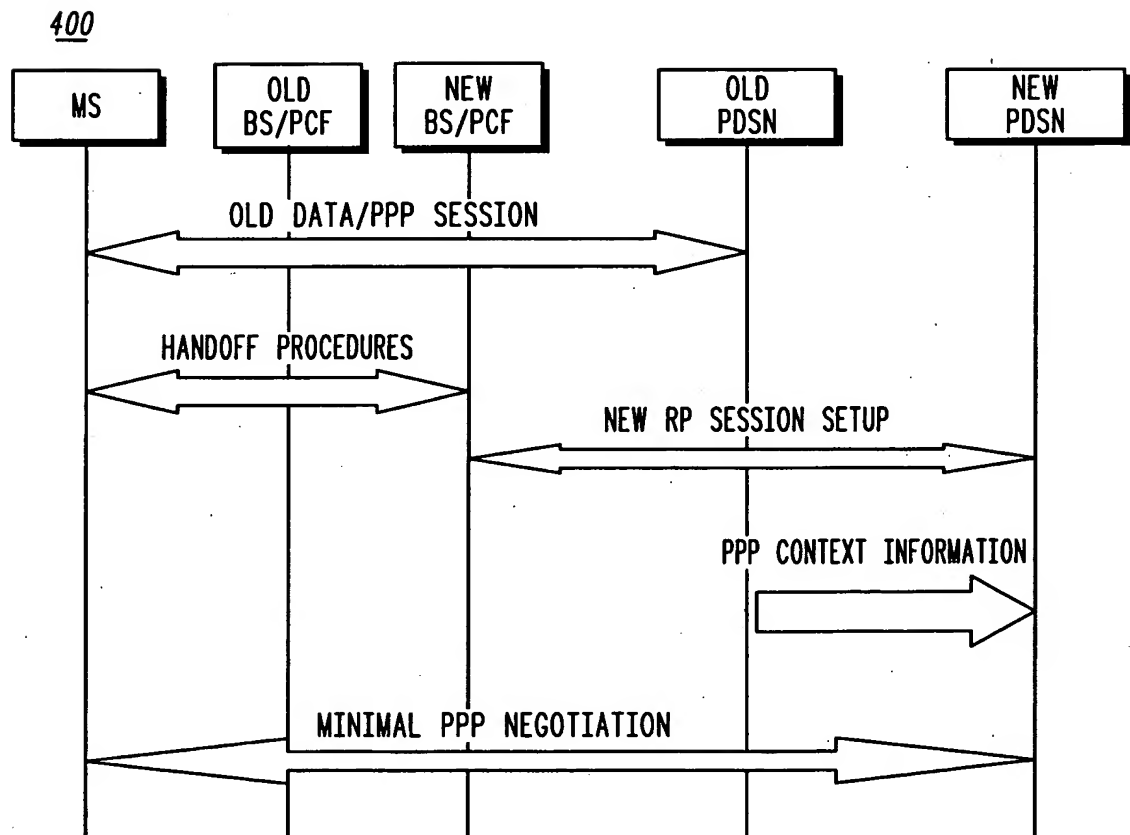 400
MS
OLD
BS/PCF
NEW
BS/PCF
OLD
PDSN
NEW
PDSN
OLD DATA/PPP SESSION
HANDOFF PROCEDURES
NEW RP SESSION SETUP
PPP CONTEXT INFORMATION
MINIMAL PPP NEGOTIATION